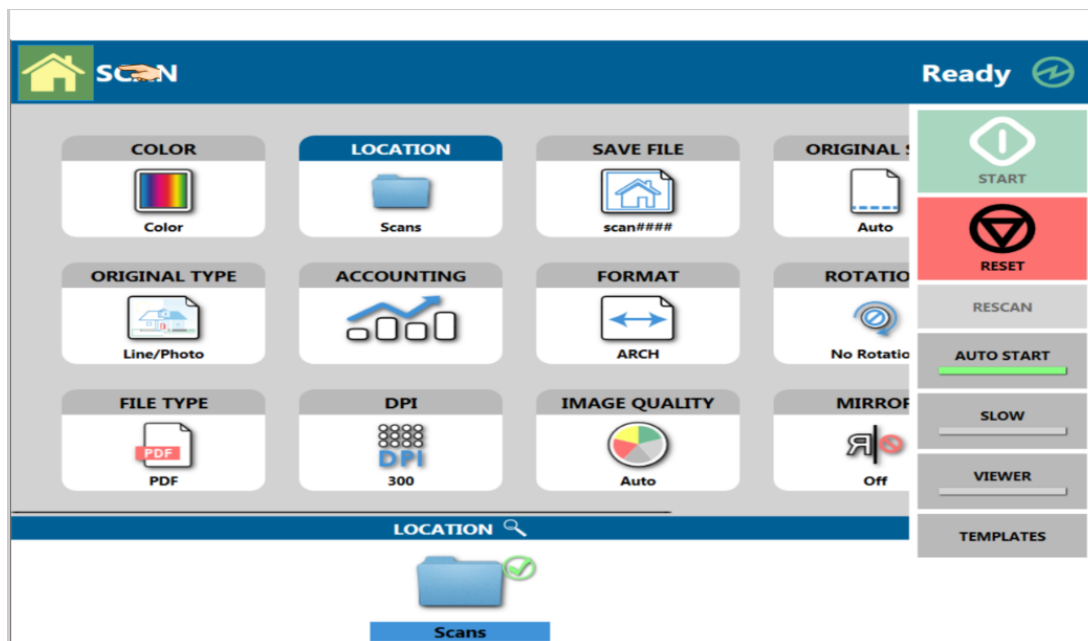 SCAN
Ready
COLOR
Color
LOCATION
Scans
SAVE FILE
scan####
ORIGINAL S
Auto
ORIGINAL TYPE
Line/Photo
ACCOUNTING
FORMAT
ARCH
ROTATIO
No Rotatio
FILE TYPE
PDF
PDF
DPI
DPI
300
IMAGE QUALITY
Auto
MIRROR
R
Off
START
RESET
RESCAN
AUTO START
SLOW
VIEWER
TEMPLATES
LOCATION
Scans